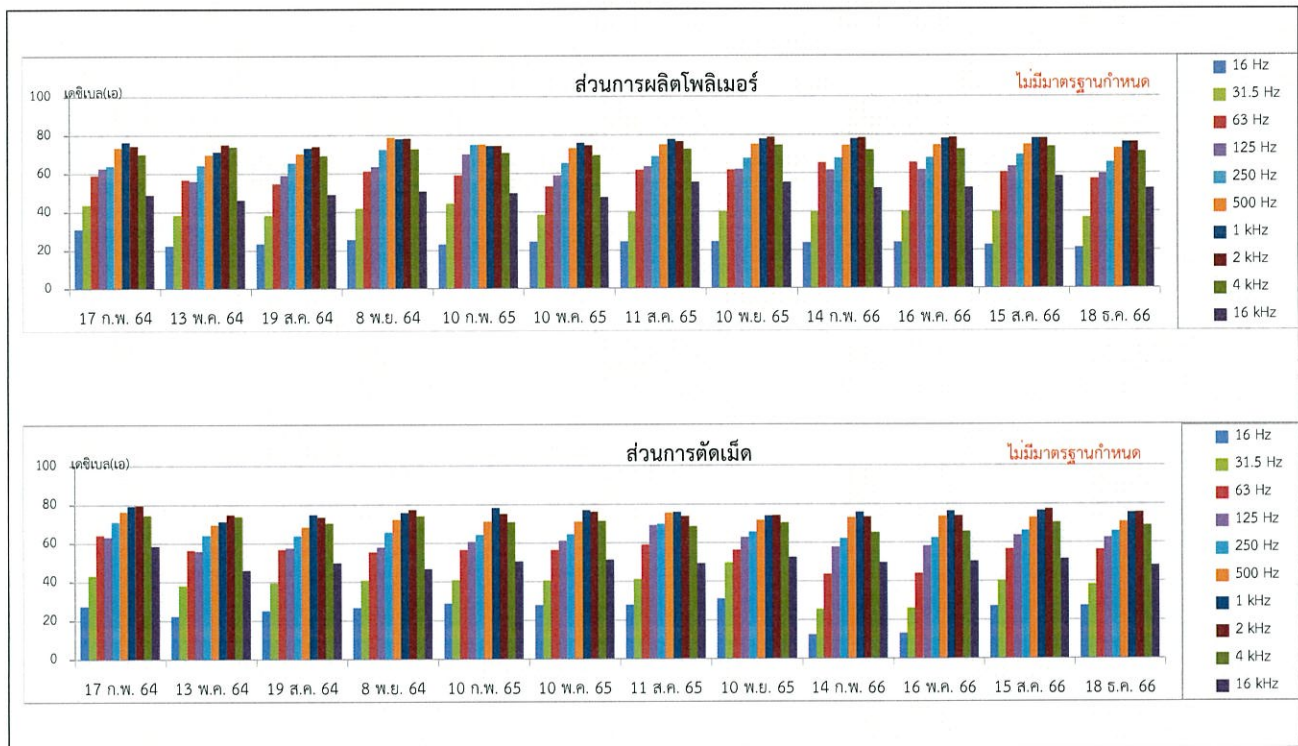 ส่วนการผลิตโพลิเมอร์
ไม่มีมาตรฐานกำหนด
เดซิเบล(เอ)
100
80
60
40
20
0
17 ก.พ. 64 13 พ.ค. 64 19 ส.ค. 64 8 พ.ย. 64 10 ก.พ. 65 10 พ.ค. 65 11 ส.ค. 65 10 พ.ย. 65 14 ก.พ. 66 16 พ.ค. 66 15 ส.ค. 66 18 ธ.ค. 66
16 Hz
31.5 Hz
63 Hz
125 Hz
250 Hz
500 Hz
1 kHz
2 kHz
4 kHz
16 kHz
ส่วนการตัดเม็ด
ไม่มีมาตรฐานกำหนด
เดซิเบล(เอ)
100
80
60
40
20
0
17 ก.พ. 64 13 พ.ค. 64 19 ส.ค. 64 8 พ.ย. 64 10 ก.พ. 65 10 พ.ค. 65 11 ส.ค. 65 10 พ.ย. 65 14 ก.พ. 66 16 พ.ค. 66 15 ส.ค. 66 18 ธ.ค. 66
16 Hz
31.5 Hz
63 Hz
125 Hz
250 Hz
500 Hz
1 kHz
2 kHz
4 kHz
16 kHz